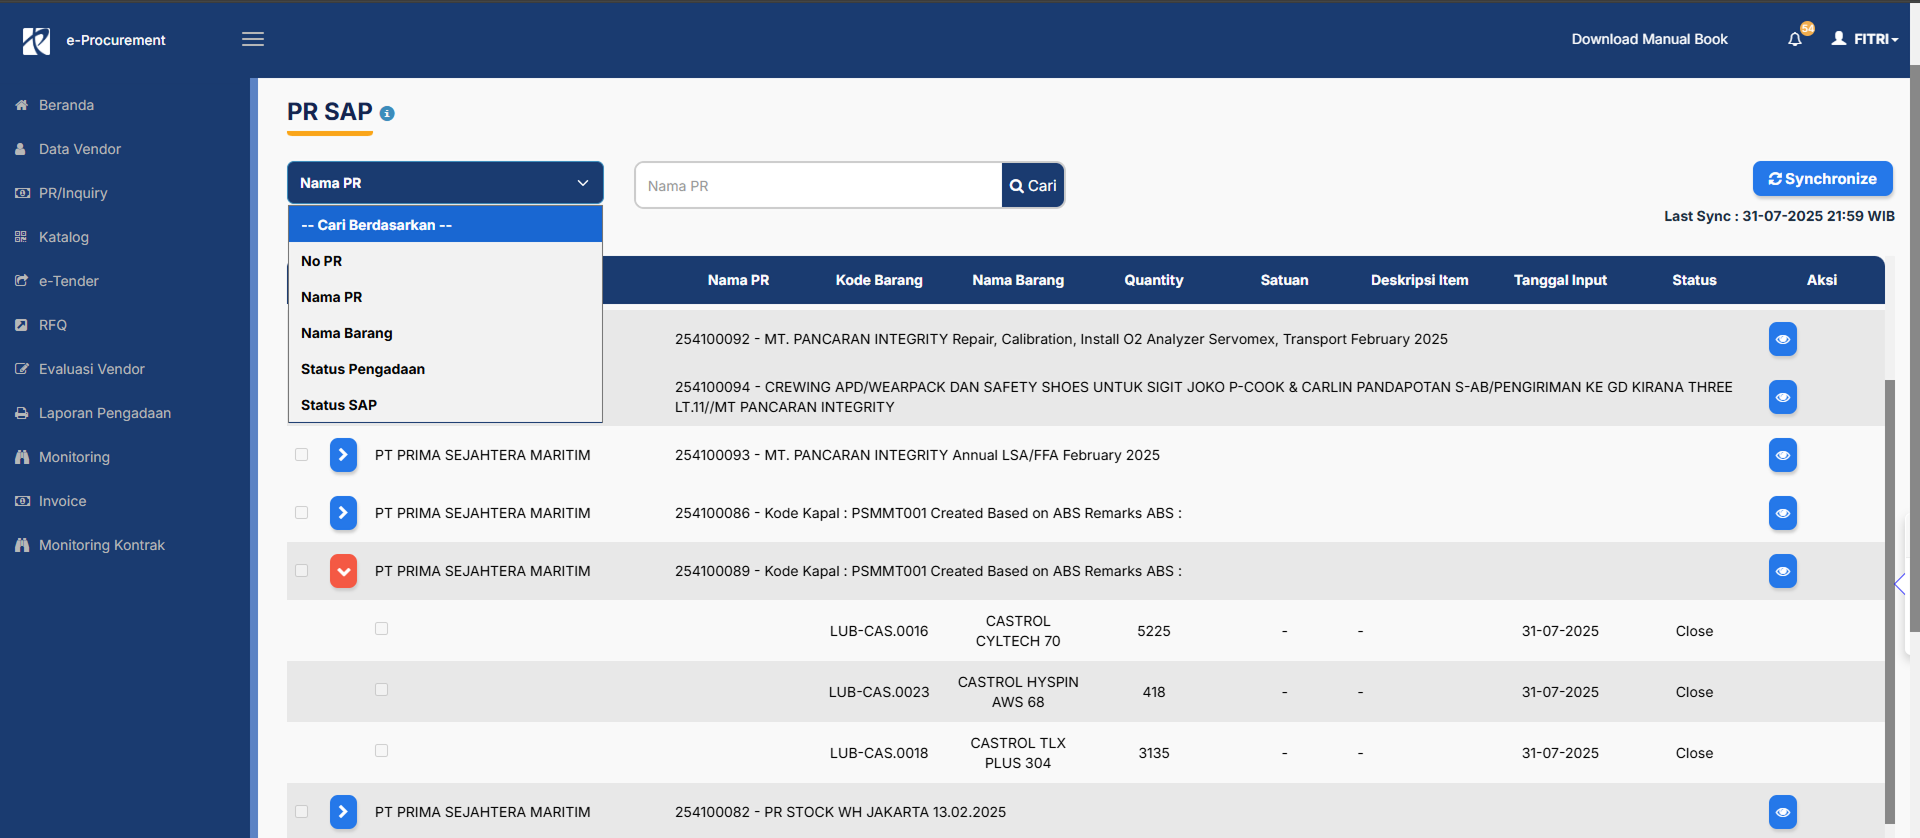 e-Procurement
Download Manual Book
54
FITRI
Beranda
Data Vendor
PR/Inquiry
Katalog
e-Tender
RFQ
Evaluasi Vendor
Laporan Pengadaan
Monitoring
Invoice
Monitoring Kontrak
PR SAP
Nama PR
Nama PR
Cari
Synchronize
Last Sync : 31-07-2025 21:59 WIB
-- Cari Berdasarkan --
No PR
Nama PR
Nama Barang
Status Pengadaan
Status SAP
Nama PR Kode Barang Nama Barang Quantity Satuan Deskripsi Item Tanggal Input Status Aksi
254100092 - MT. PANCARAN INTEGRITY Repair, Calibration, Install O2 Analyzer Servomex, Transport February 2025
254100094 - CREWING APD/WEARPACK DAN SAFETY SHOES UNTUK SIGIT JOKO P-COOK & CARLIN PANDAPOTAN S-AB/PENGIRIMAN KE GD KIRANA THREE
LT.11//MT PANCARAN INTEGRITY
PT PRIMA SEJAHTERA MARITIM 254100093 - MT. PANCARAN INTEGRITY Annual LSA/FFA February 2025
PT PRIMA SEJAHTERA MARITIM 254100086 - Kode Kapal : PSMMT001 Created Based on ABS Remarks ABS :
PT PRIMA SEJAHTERA MARITIM 254100089 - Kode Kapal : PSMMT001 Created Based on ABS Remarks ABS :
LUB-CAS.0016 CASTROL CYLTECH 70 5225 - - 31-07-2025 Close
LUB-CAS.0023 CASTROL HYSPIN AWS 68 418 - - 31-07-2025 Close
LUB-CAS.0018 CASTROL TLX PLUS 304 3135 - - 31-07-2025 Close
PT PRIMA SEJAHTERA MARITIM 254100082 - PR STOCK WH JAKARTA 13.02.2025